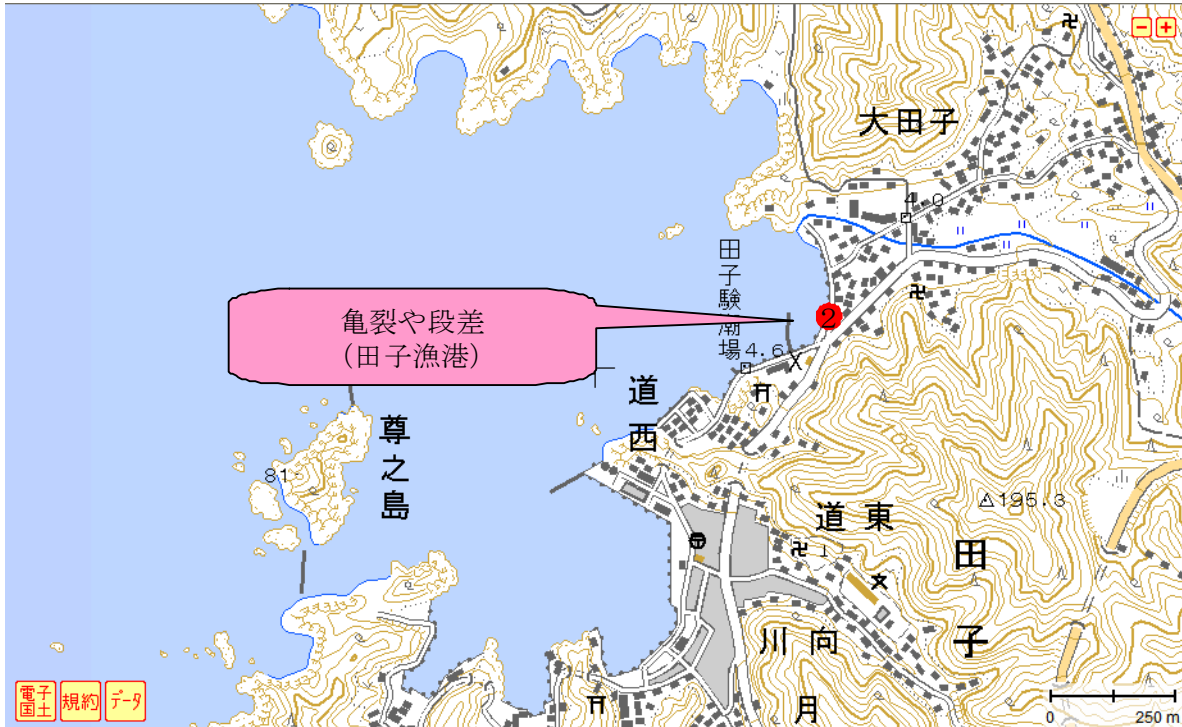 大田子
4.0
田子験潮場
4.6
亀裂や段差
(田子漁港)
2
道西
尊之島
81
195.3
道東
田子
川向
月
電子国土
規約
データ
0
250 m